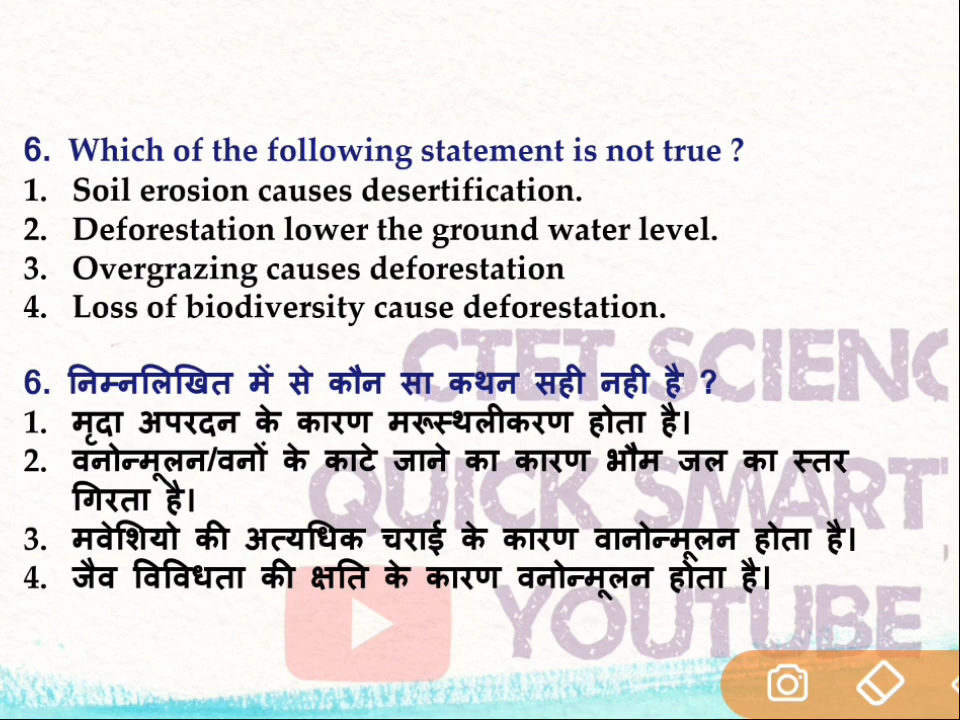 6. Which of the following statement is not true ?
1. Soil erosion causes desertification.
2. Deforestation lower the ground water level.
3. Overgrazing causes deforestation
4. Loss of biodiversity cause deforestation.
6. निम्नलिखित में से कौन सा कथन सही नही है ?
1. मृदा अपरदन के कारण मरूस्थलीकरण होता है।
2. वनोन्मूलन/वनों के काटे जाने का कारण भौम जल का स्तर
गिरता है।
3. मवेशियो की अत्यधिक चराई के कारण वानोन्मूलन होता है।
4. जैव विविधता की क्षति के कारण वनोन्मूलन होता है।
CTET SCIENC
QUICK SMART
YOUTUBE